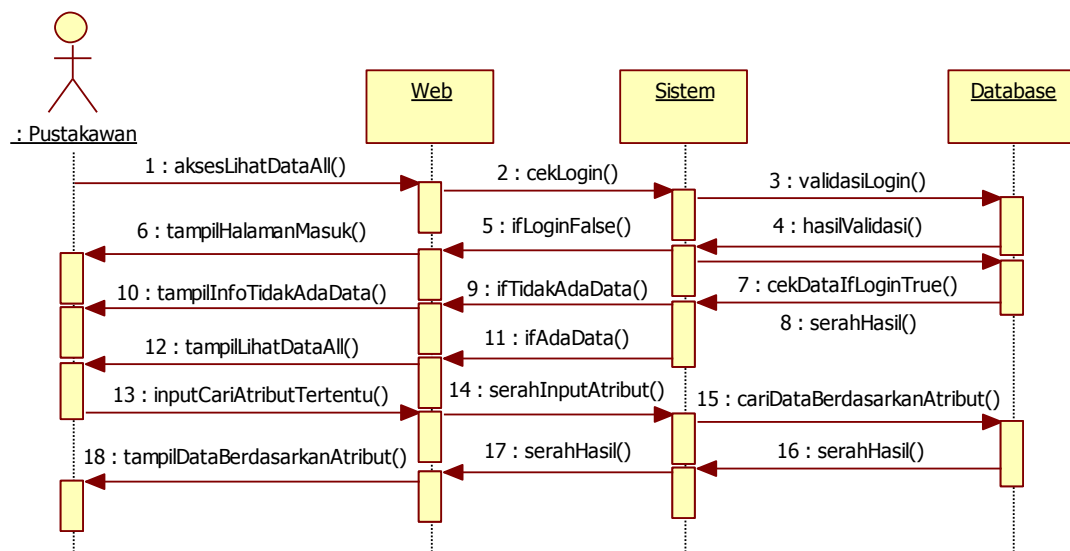 Web
Sistem
Database
: Pustakawan
1 : aksesLihatDataAll()
2 : cekLogin()
3 : validasiLogin()
4 : hasilValidasi()
5 : ifLoginFalse()
6 : tampilHalamanMasuk()
7 : cekDataIfLoginTrue()
8 : serahHasil()
9 : ifTidakAdaData()
10 : tampilInfoTidakAdaData()
11 : ifAdaData()
12 : tampilLihatDataAll()
13 : inputCariAtributTertentu()
14 : serahInputAtribut()
15 : cariDataBerdasarkanAtribut()
16 : serahHasil()
17 : serahHasil()
18 : tampilDataBerdasarkanAtribut()